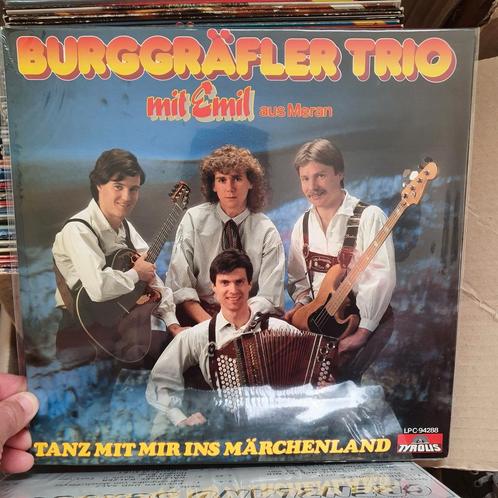 BURGGRÄFLER TRIO
mit Emil aus Meran
TANZ MIT MIR INS MÄRCHENLAND
LPC 94288
TYROLIS